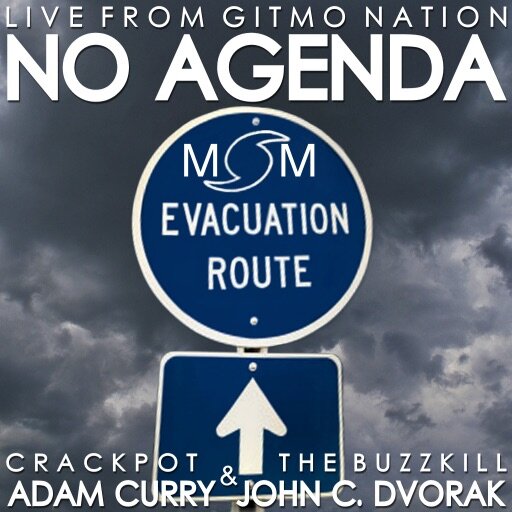 LIVE FROM GITMO NATION
NO AGENDA
MSM
EVACUATION
ROUTE
CRACKPOT & THE BUZZKILL
ADAM CURRY JOHN C. DVORAK